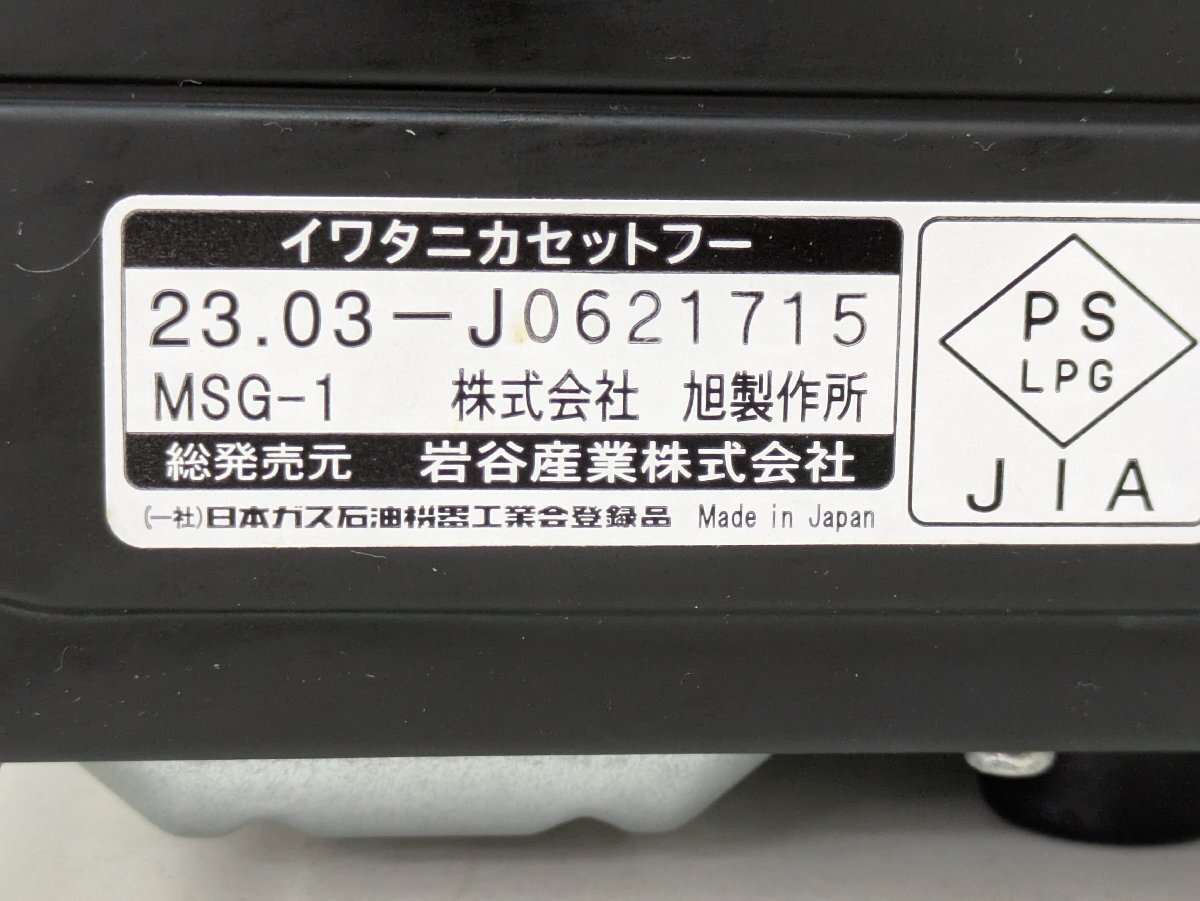 イワタニカセットフー
23.03-J0621715
MSG-1 株式会社 旭製作所
総発売元 岩谷産業株式会社
(一社)日本ガス石油機器工業会登録品 Made in Japan
PS
LPG
JIA